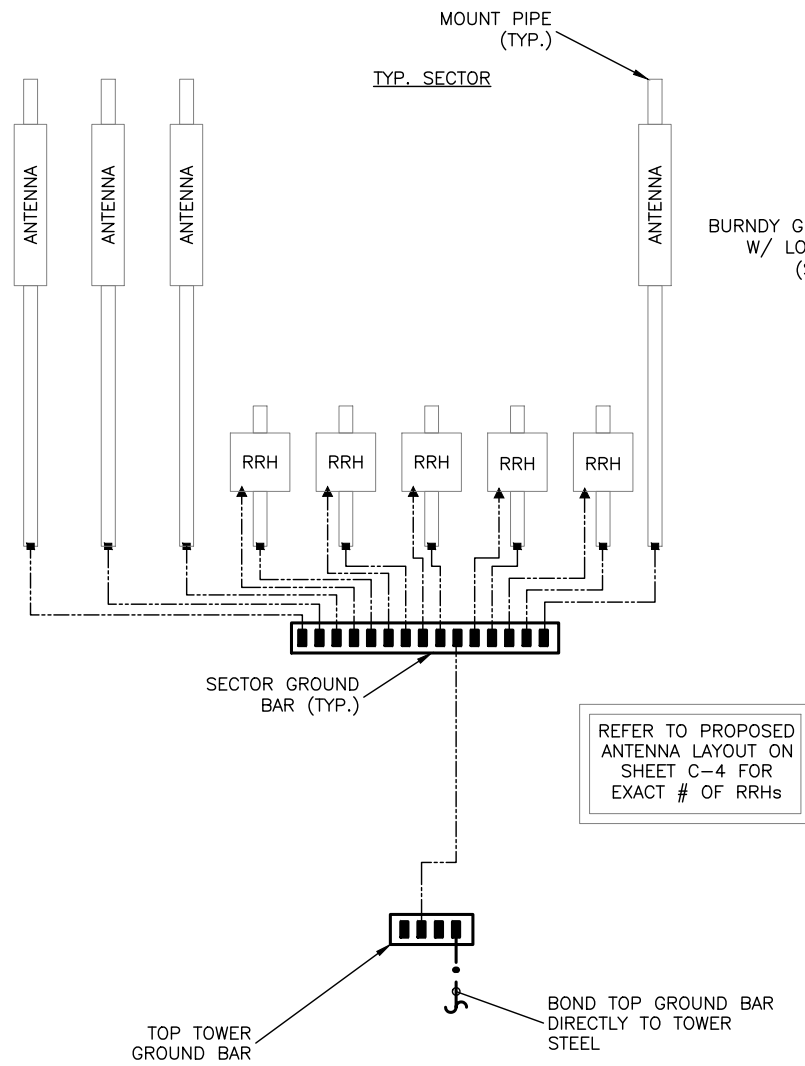 MOUNT PIPE
(TYP.)
TYP. SECTOR
ANTENNA
ANTENNA
ANTENNA
ANTENNA
BURNDY G
W/ LO
RRH
RRH
RRH
RRH
RRH
SECTOR GROUND
BAR (TYP.)
REFER TO PROPOSED
ANTENNA LAYOUT ON
SHEET C-4 FOR
EXACT # OF RRHs
TOP TOWER
GROUND BAR
BOND TOP GROUND BAR
DIRECTLY TO TOWER
STEEL